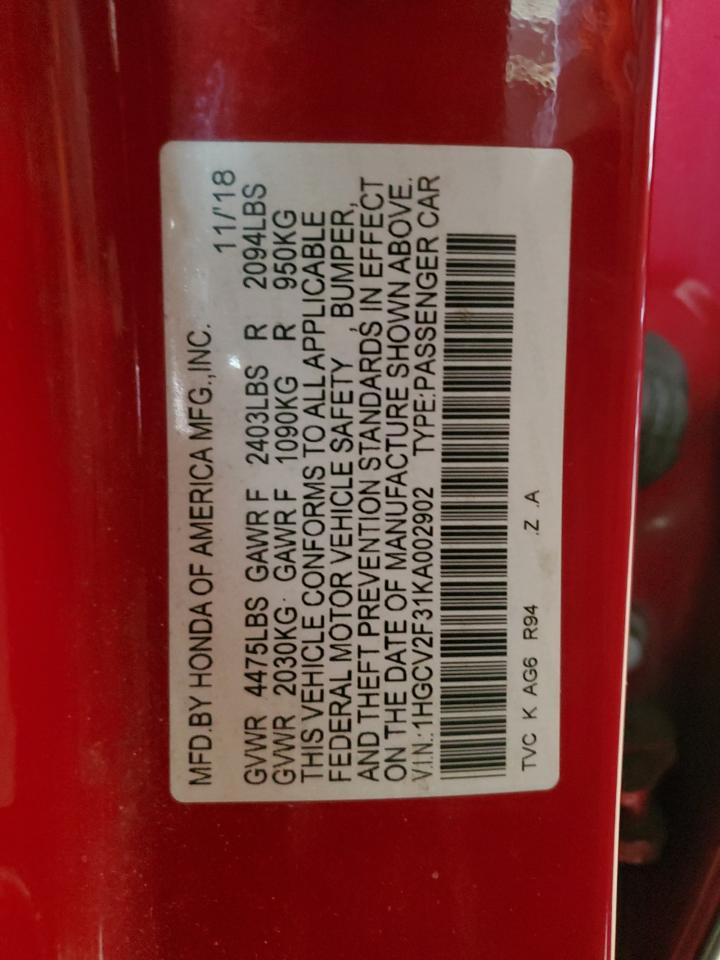 MFD.BY HONDA OF AMERICA MFG.,INC. 11/'18
GVWR 4475LBS GAWR F 2403LBS R 2094LBS
GVWR 2030KG GAWR F 1090KG R 950KG
THIS VEHICLE CONFORMS TO ALL APPLICABLE
FEDERAL MOTOR VEHICLE SAFETY , BUMPER,
AND THEFT PREVENTION STANDARDS IN EFFECT
ON THE DATE OF MANUFACTURE SHOWN ABOVE.
V.I.N.:1HGCV2F31KA002902 TYPE:PASSENGER CAR
TVC K AG6 R94 .Z .A